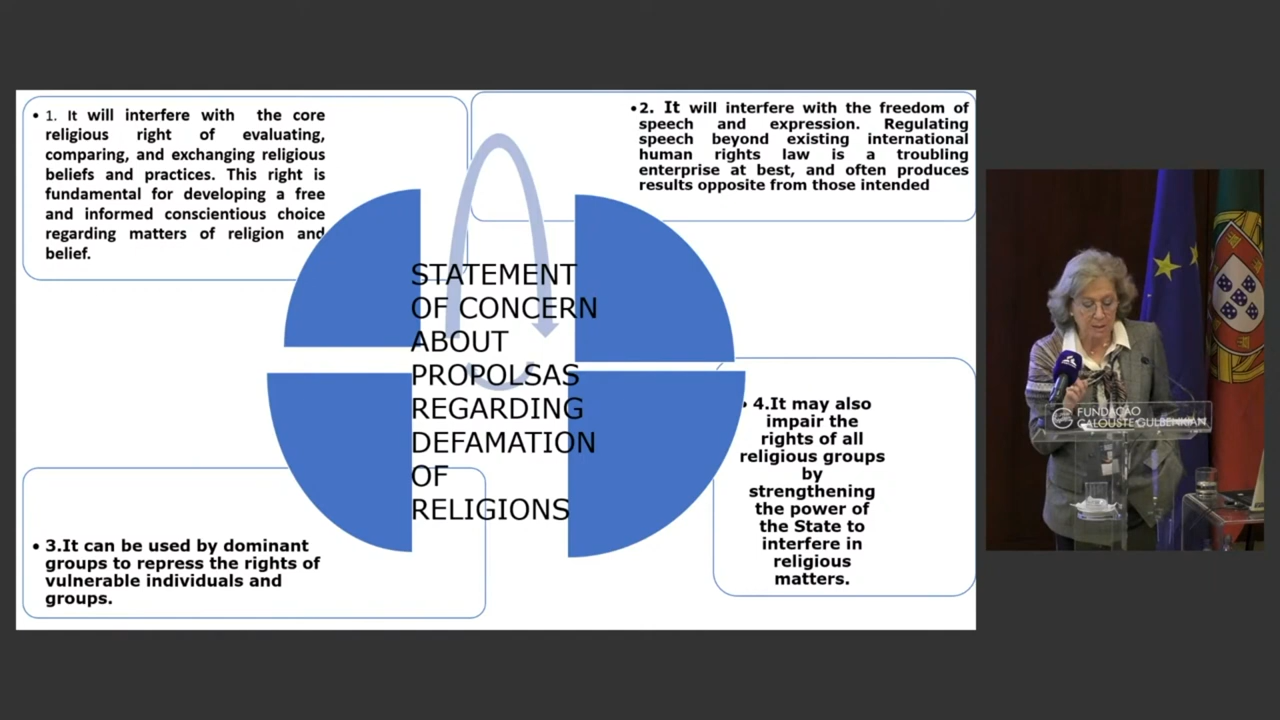 • 1. It will interfere with the core
religious right of evaluating,
comparing, and exchanging religious
beliefs and practices. This right is
fundamental for developing a free
and informed conscientious choice
regarding matters of religion and
belief.
•2. It will interfere with the freedom of
speech and expression. Regulating
speech beyond existing international
human rights law is a troubling
enterprise at best, and often produces
results opposite from those intended
STATEMENT
OF CONCERN
ABOUT
PROPOLSAS
REGARDING
DEFAMATION
OF
RELIGIONS
• 3.It can be used by dominant
groups to repress the rights of
vulnerable individuals and
groups.
• 4.It may also
impair the
rights of all
religious groups
by
strengthening
the power of
the State to
interfere in
religious
matters.
FUNDAÇÃO
CALOUSTE GULBENKIAN